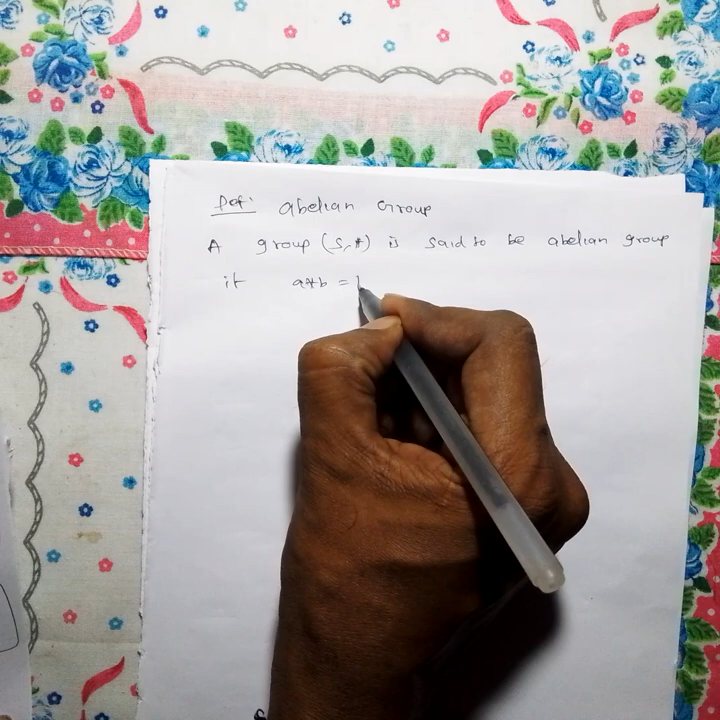 Def: abelian Group
A group (S,*) is said to be abelian group
if a*b =